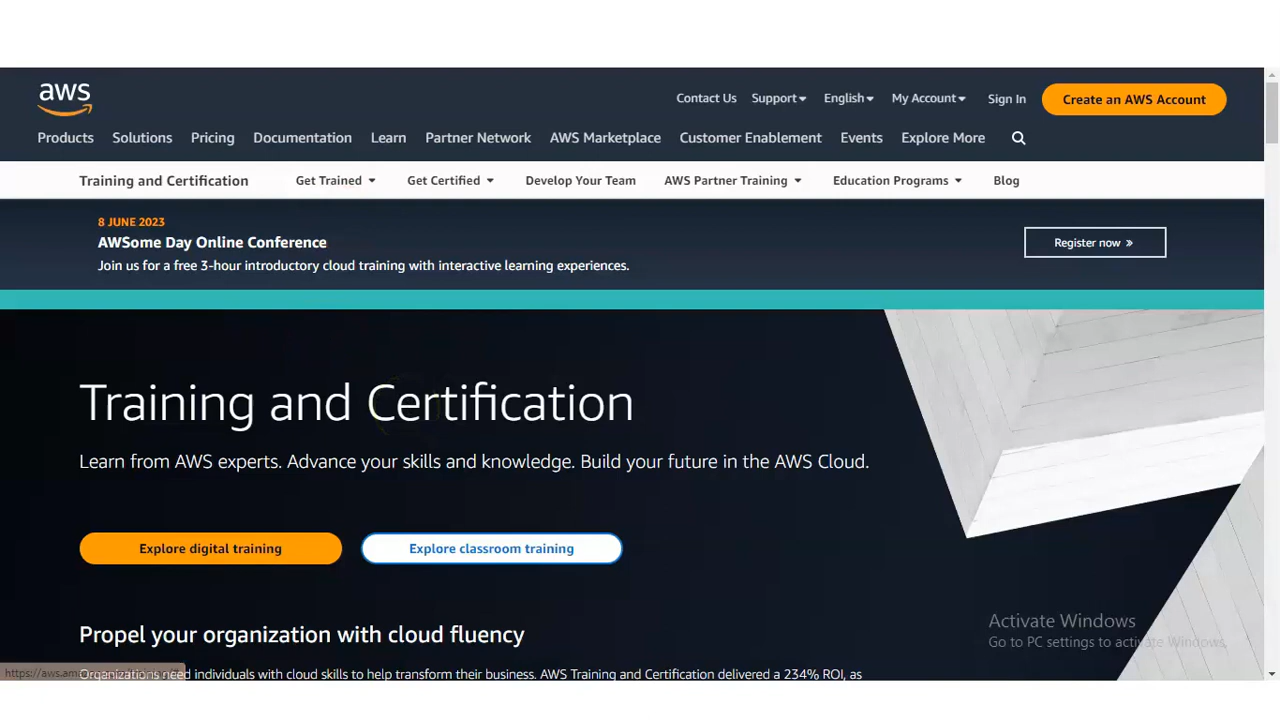 aws
Contact Us Support English My Account Sign In Create an AWS Account
Products Solutions Pricing Documentation Learn Partner Network AWS Marketplace Customer Enablement Events Explore More
Training and Certification Get Trained Get Certified Develop Your Team AWS Partner Training Education Programs Blog
8 JUNE 2023
AWSome Day Online Conference
Register now »
Join us for a free 3-hour introductory cloud training with interactive learning experiences.
Training and Certification
Learn from AWS experts. Advance your skills and knowledge. Build your future in the AWS Cloud.
Explore digital training Explore classroom training
Activate Windows
Go to PC settings to activate Windows.
Propel your organization with cloud fluency
Organizations need individuals with cloud skills to help transform their business. AWS Training and Certification delivered a 234% ROI, as